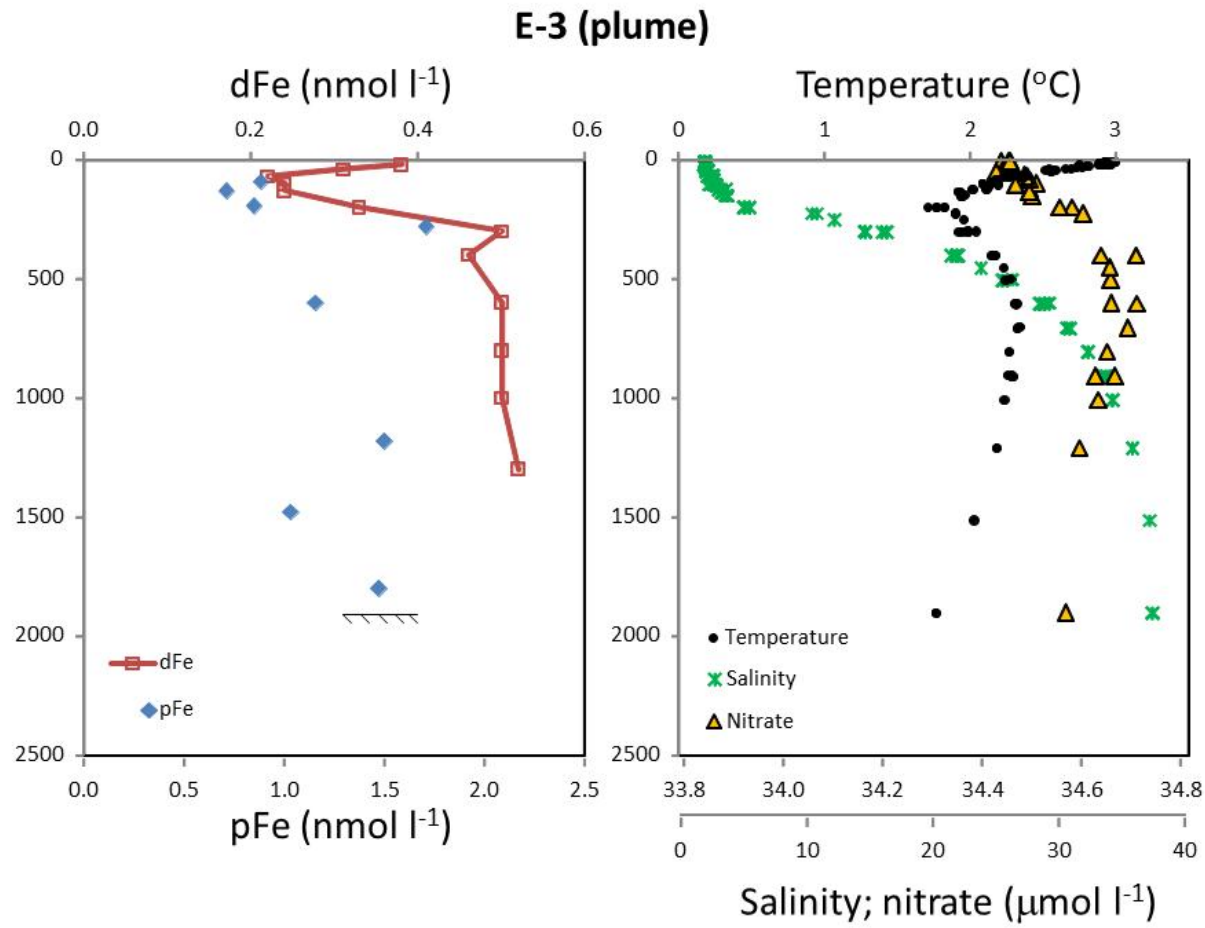 E-3 (plume)
dFe (nmol l-1)
0.0 0.2 0.4 0.6
0
500
1000
1500
2000
2500
dFe
pFe
0.0 0.5 1.0 1.5 2.0 2.5
pFe (nmol l-1)
Temperature (oC)
0 1 2 3
0
500
1000
1500
2000
2500
Temperature
Salinity
Nitrate
33.8 34.0 34.2 34.4 34.6 34.8
0 10 20 30 40
Salinity; nitrate (μmol l-1)